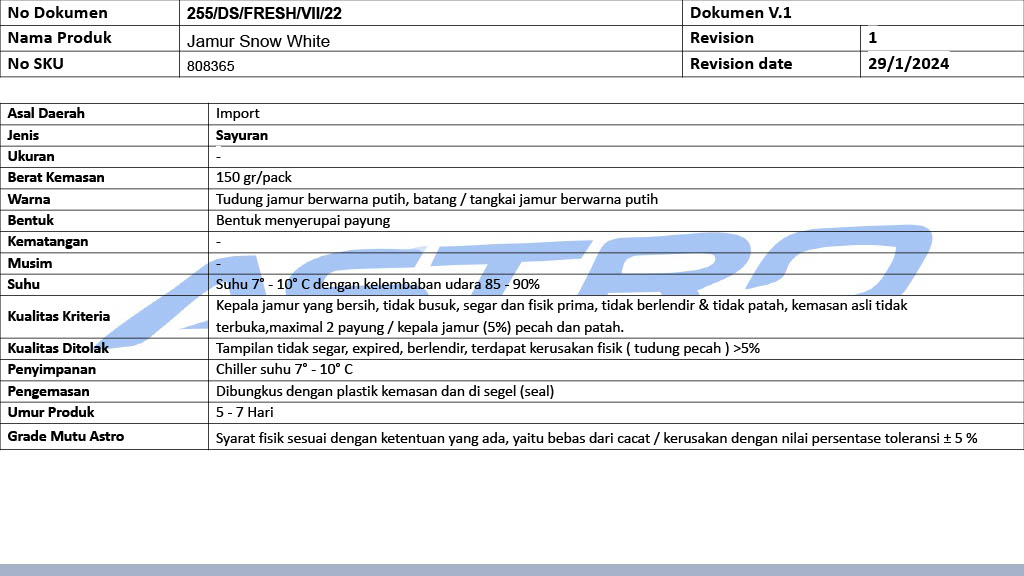 No Dokumen 255/DS/FRESH/VII/22 Dokumen V.1
Nama Produk Jamur Snow White Revision 1
No SKU 808365 Revision date 29/1/2024
Asal Daerah Import
Jenis Sayuran
Ukuran -
Berat Kemasan 150 gr/pack
Warna Tudung jamur berwarna putih, batang / tangkai jamur berwarna putih
Bentuk Bentuk menyerupai payung
Kematangan -
Musim -
Suhu Suhu 7° - 10° C dengan kelembaban udara 85 - 90%
Kualitas Kriteria Kepala jamur yang bersih, tidak busuk, segar dan fisik prima, tidak berlendir & tidak patah, kemasan asli tidak
terbuka,maximal 2 payung / kepala jamur (5%) pecah dan patah.
Kualitas Ditolak Tampilan tidak segar, expired, berlendir, terdapat kerusakan fisik ( tudung pecah ) >5%
Penyimpanan Chiller suhu 7° - 10° C
Pengemasan Dibungkus dengan plastik kemasan dan di segel (seal)
Umur Produk 5 - 7 Hari
Grade Mutu Astro Syarat fisik sesuai dengan ketentuan yang ada, yaitu bebas dari cacat / kerusakan dengan nilai persentase toleransi ± 5 %
ASTRO